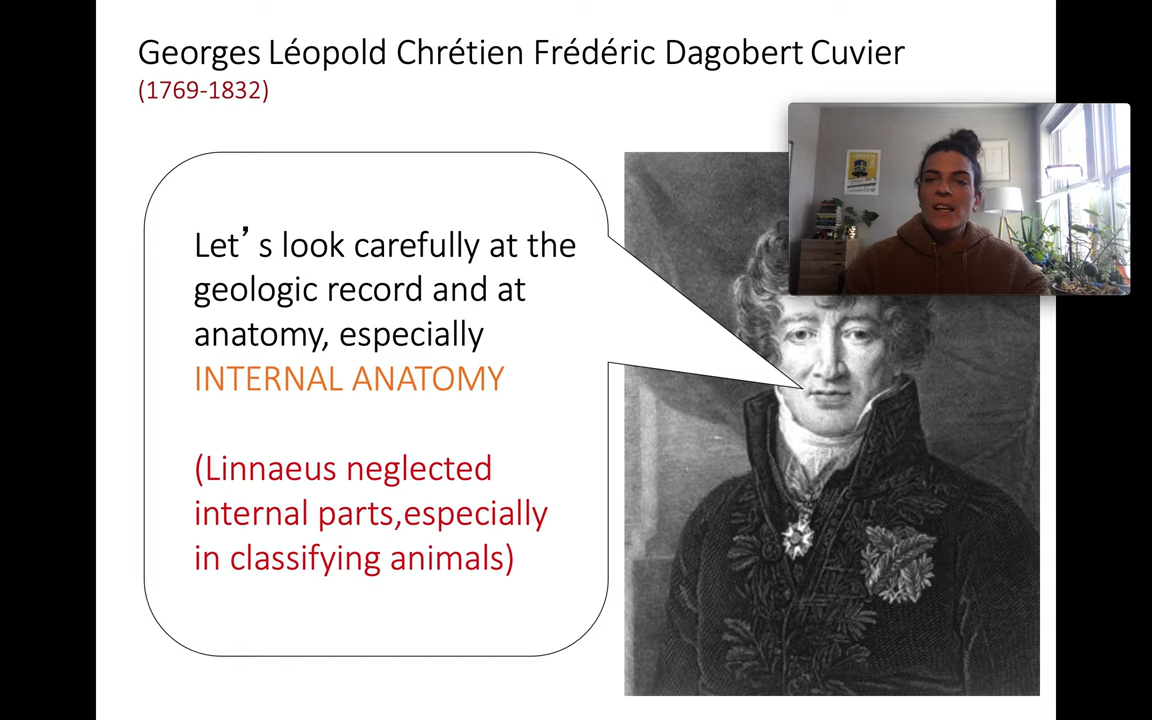 Georges Léopold Chrétien Frédéric Dagobert Cuvier
(1769-1832)
Let’s look carefully at the
geologic record and at
anatomy, especially
INTERNAL ANATOMY
(Linnaeus neglected
internal parts,especially
in classifying animals)